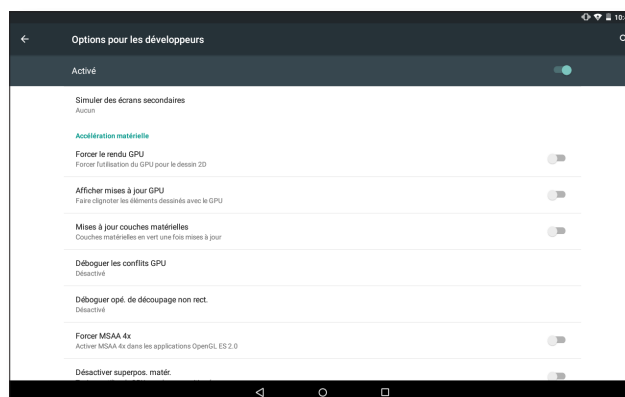 10:
Options pour les développeurs
Activé
Simuler des écrans secondaires
Aucun
Accélération matérielle
Forcer le rendu GPU
Forcer l'utilisation du GPU pour le dessin 2D
Afficher mises à jour GPU
Faire clignoter les éléments dessinés avec le GPU
Mises à jour couches matérielles
Couches matérielles en vert une fois mises à jour
Déboguer les conflits GPU
Désactivé
Déboguer opé. de découpage non rect.
Désactivé
Forcer MSAA 4x
Activer MSAA 4x dans les applications OpenGL ES 2.0
Désactiver superpos. matér.